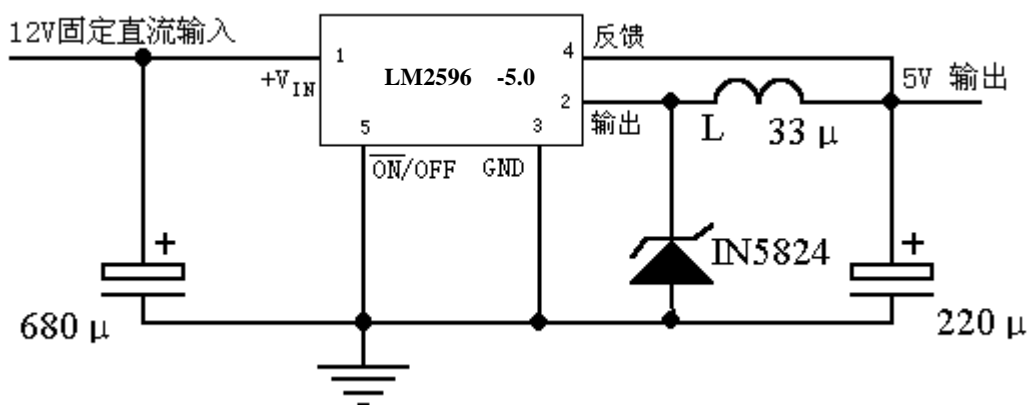 12V固定直流输入
+VIN
1
LM2596 -5.0
4
反馈
2
输出
5
3
ON/OFF
GND
L
33 μ
5V 输出
+
680 μ
IN5824
+
220 μ